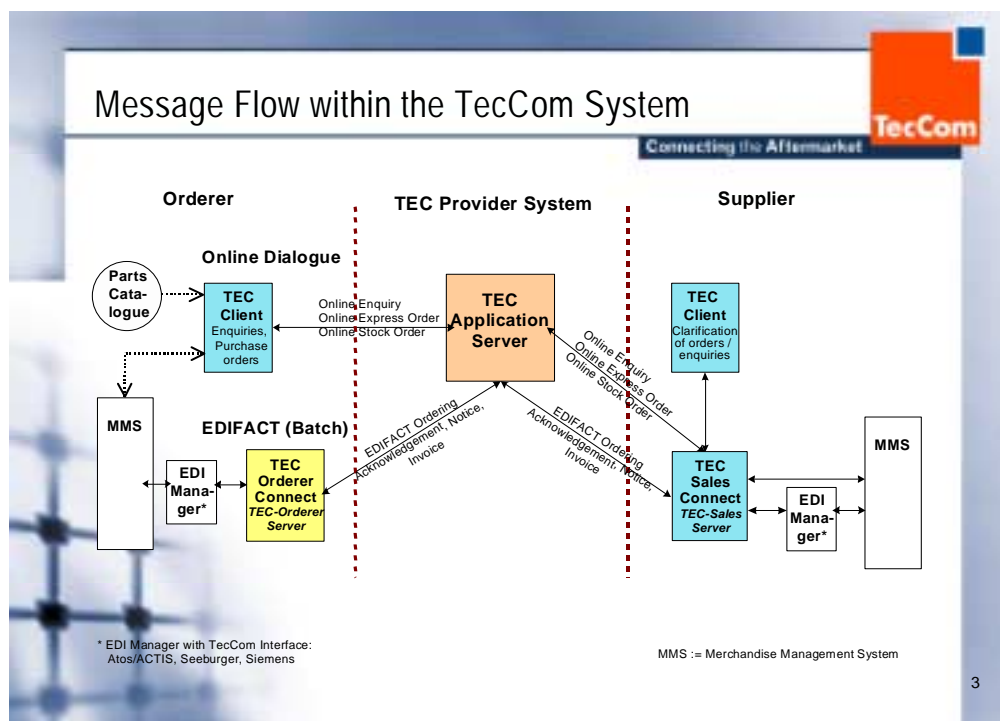 Message Flow within the TecCom System
TecCom
Connecting the Aftermarket
Orderer
TEC Provider System
Supplier
Online Dialogue
Parts
Cata-
logue
TEC
Client
Enquiries,
Purchase
orders
Online Enquiry
Online Express Order
Online Stock Order
TEC
Application
Server
Online Enquiry
Online Express Order
Online Stock Order
TEC
Client
Clarification
of orders /
enquiries
MMS
EDIFACT (Batch)
EDI
Mana-
ger*
TEC
Orderer
Connect
TEC-Orderer
Server
EDIFACT Ordering
Acknowledgement, Notice,
Invoice
EDIFACT Ordering
Acknowledgement, Notice,
Invoice
TEC
Sales
Connect
TEC-Sales
Server
EDI
Mana-
ger*
MMS
* EDI Manager with TecCom Interface:
Atos/ACTIS, Seeburger, Siemens
MMS := Merchandise Management System
3